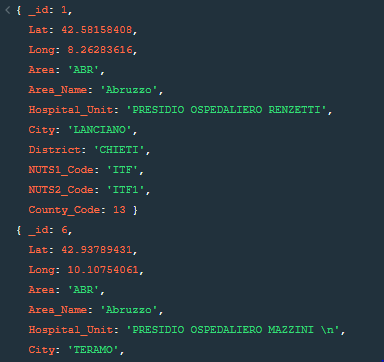 { _id: 1,
Lat: 42.58158408,
Long: 8.26283616,
Area: 'ABR',
Area_Name: 'Abruzzo',
Hospital_Unit: 'PRESIDIO OSPEDALIERO RENZETTI',
City: 'LANCIANO',
District: 'CHIETI',
NUTS1_Code: 'ITF',
NUTS2_Code: 'ITF1',
County_Code: 13 }
{ _id: 6,
Lat: 42.93789431,
Long: 10.10754061,
Area: 'ABR',
Area_Name: 'Abruzzo',
Hospital_Unit: 'PRESIDIO OSPEDALIERO MAZZINI \n',
City: 'TERAMO',